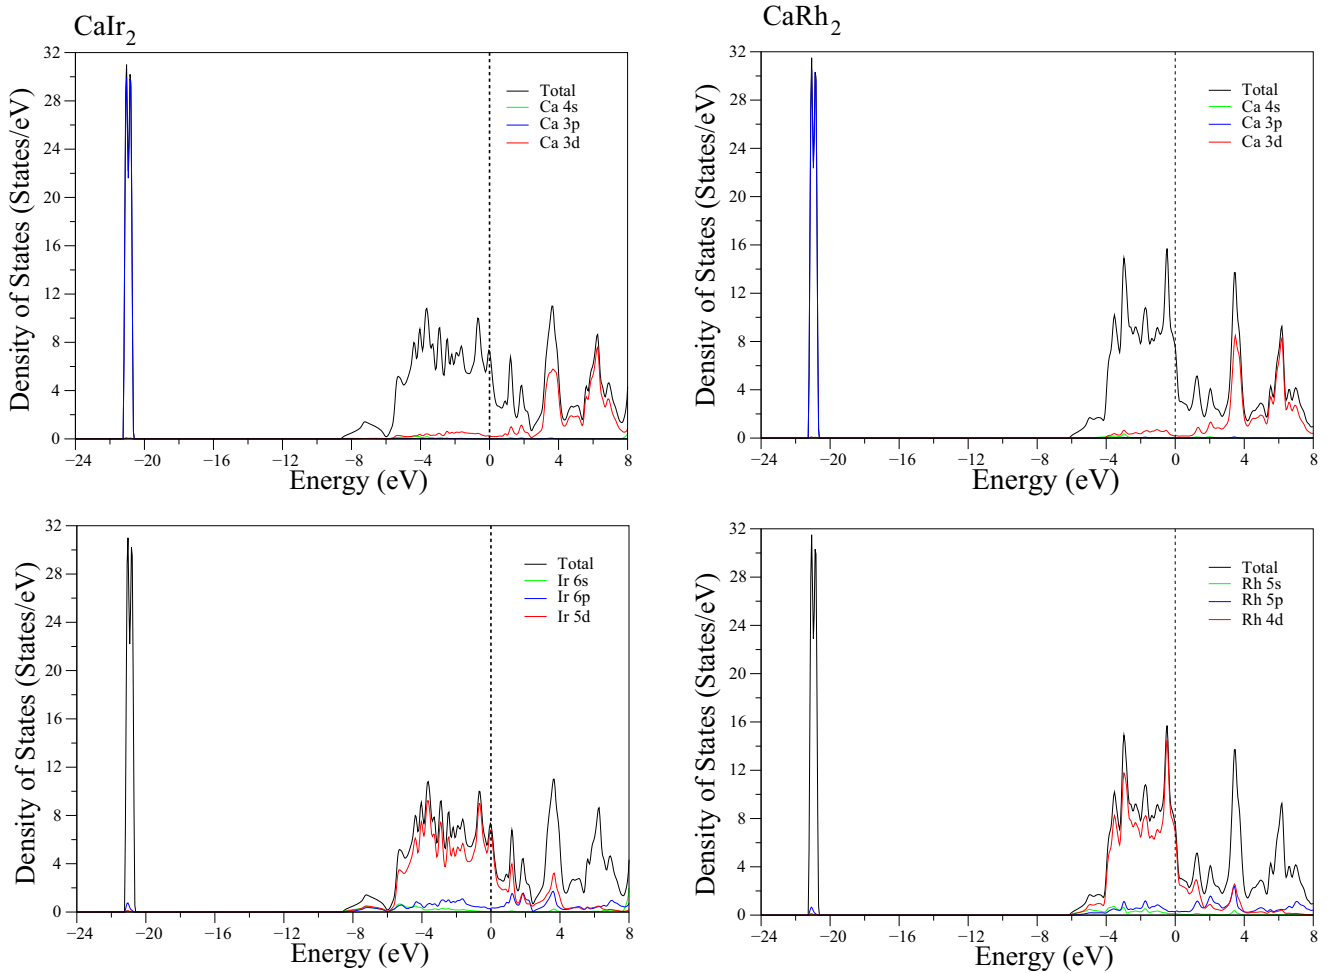 CaIr₂
Density of States (States/eV)
32
28
24
20
16
12
8
4
0
Total
Ca 4s
Ca 3p
Ca 3d
−24 −20 −16 −12 −8 −4 0 4 8
Energy (eV)
CaRh₂
Density of States (States/eV)
32
28
24
20
16
12
8
4
0
Total
Ca 4s
Ca 3p
Ca 3d
−24 −20 −16 −12 −8 −4 0 4 8
Energy (eV)
Density of States (States/eV)
32
28
24
20
16
12
8
4
0
Total
Ir 6s
Ir 6p
Ir 5d
−24 −20 −16 −12 −8 −4 0 4 8
Energy (eV)
Density of States (States/eV)
32
28
24
20
16
12
8
4
0
Total
Rh 5s
Rh 5p
Rh 4d
−24 −20 −16 −12 −8 −4 0 4 8
Energy (eV)